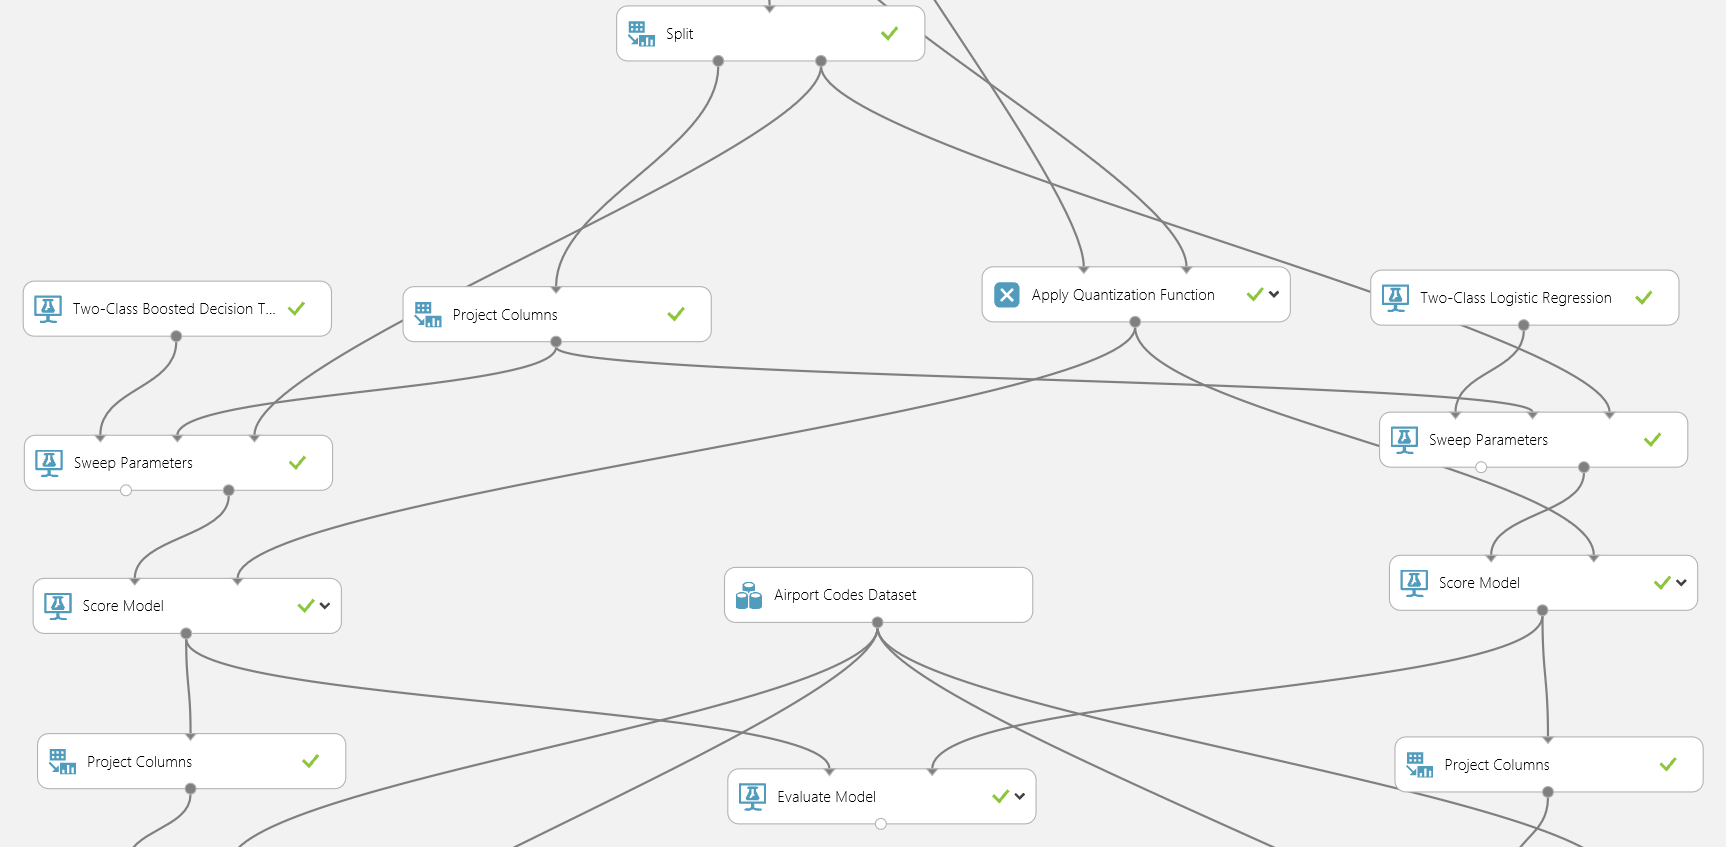 Split
Two-Class Boosted Decision T...
Project Columns
Apply Quantization Function
Two-Class Logistic Regression
Sweep Parameters
Sweep Parameters
Score Model
Airport Codes Dataset
Score Model
Project Columns
Evaluate Model
Project Columns